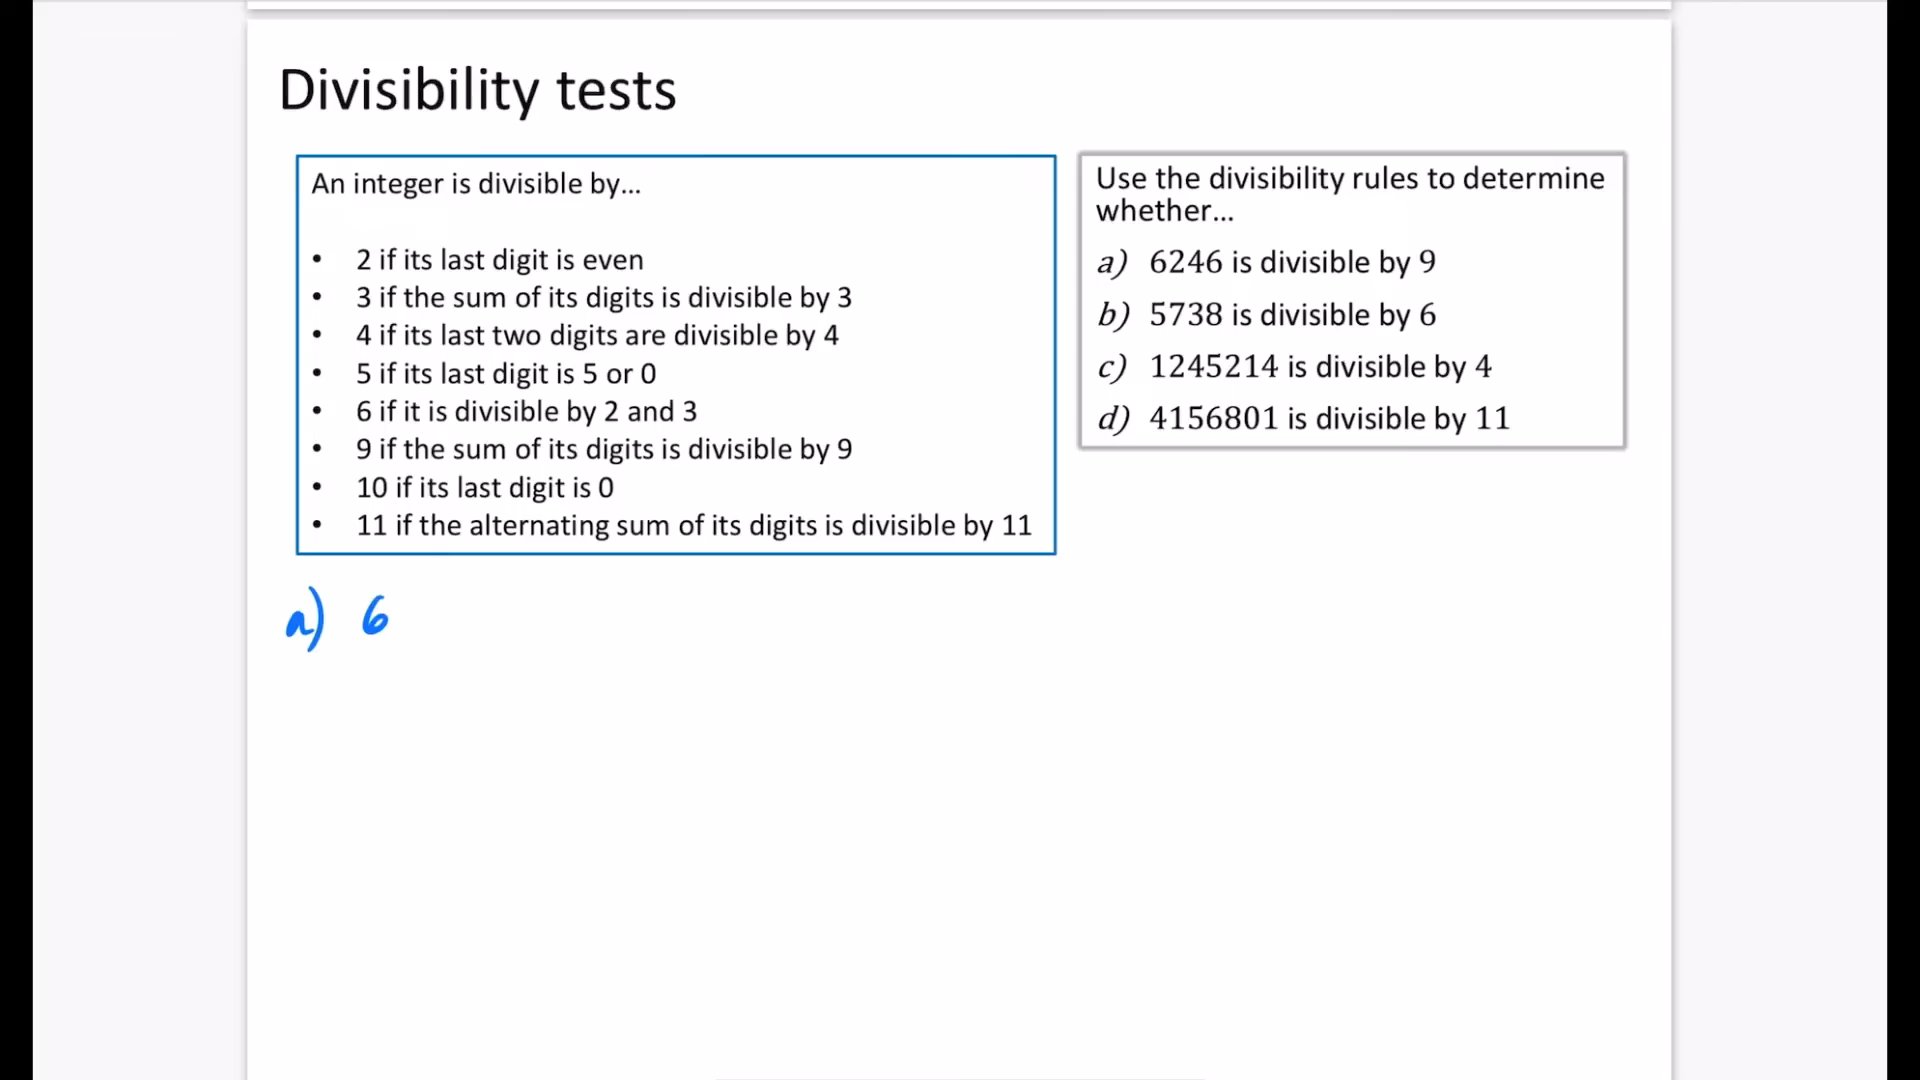 Divisibility tests
An integer is divisible by...
• 2 if its last digit is even
• 3 if the sum of its digits is divisible by 3
• 4 if its last two digits are divisible by 4
• 5 if its last digit is 5 or 0
• 6 if it is divisible by 2 and 3
• 9 if the sum of its digits is divisible by 9
• 10 if its last digit is 0
• 11 if the alternating sum of its digits is divisible by 11
Use the divisibility rules to determine
whether...
a) 6246 is divisible by 9
b) 5738 is divisible by 6
c) 1245214 is divisible by 4
d) 4156801 is divisible by 11
a) 6